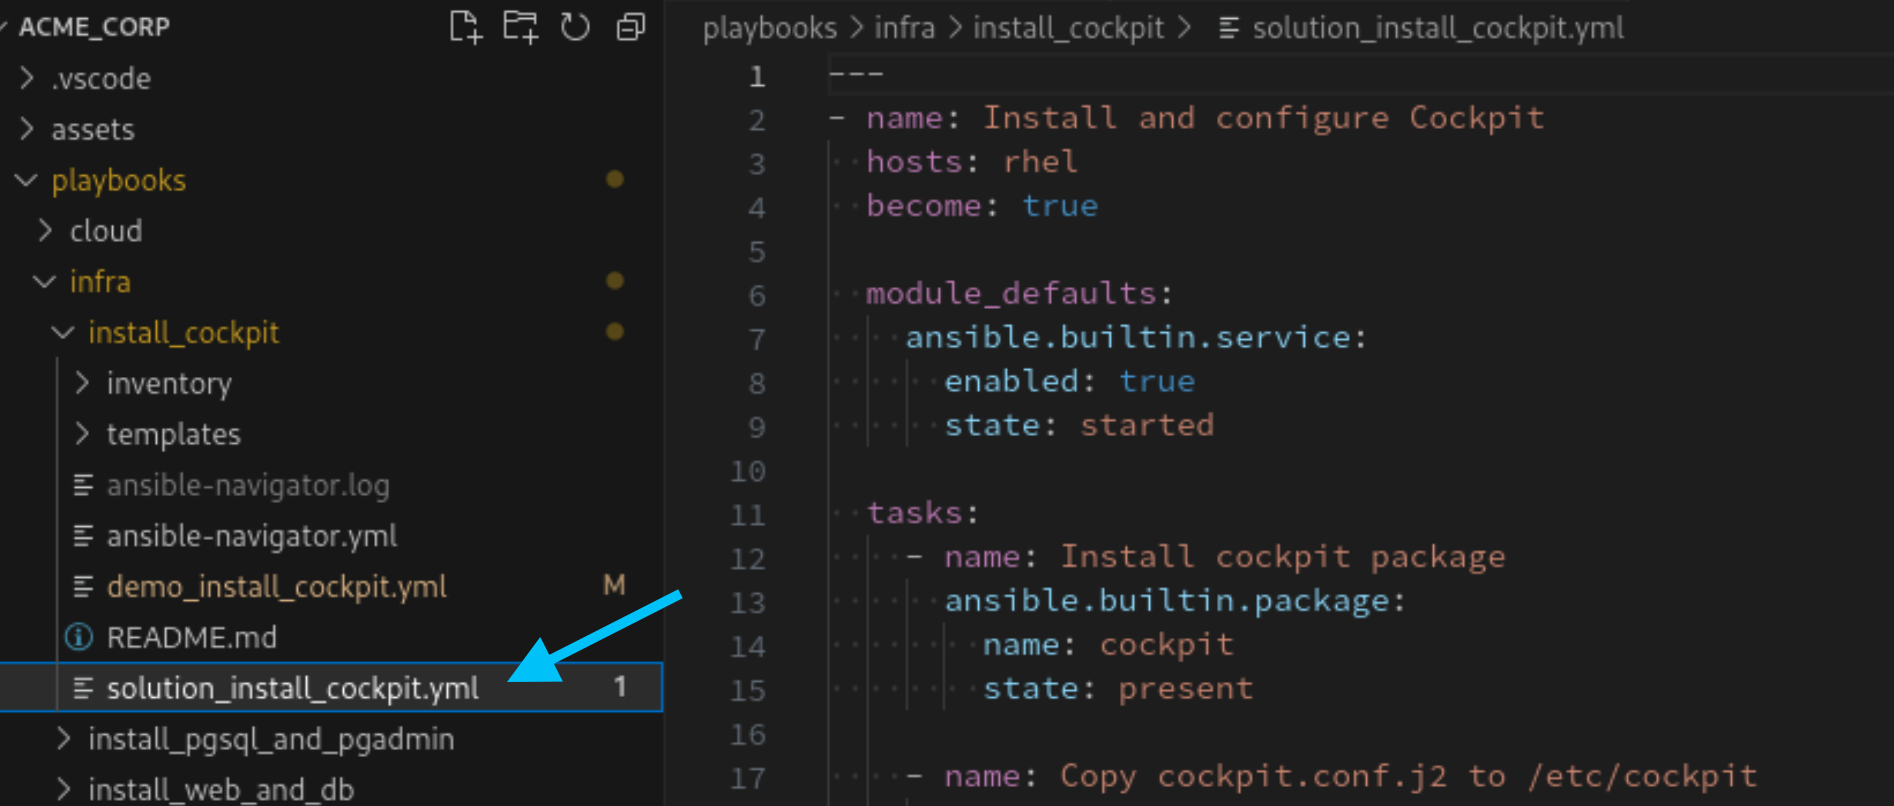 ACME_CORP
.vscode
assets
playbooks
cloud
infra
install_cockpit
inventory
templates
ansible-navigator.log
ansible-navigator.yml
demo_install_cockpit.yml M
README.md
solution_install_cockpit.yml 1
install_pgsql_and_pgadmin
install_web_and_db
playbooks > infra > install_cockpit > solution_install_cockpit.yml
1 ---
2 - name: Install and configure Cockpit
3 hosts: rhel
4 become: true
5
6 module_defaults:
7 ansible.builtin.service:
8 enabled: true
9 state: started
10
11 tasks:
12 - name: Install cockpit package
13 ansible.builtin.package:
14 name: cockpit
15 state: present
16
17 - name: Copy cockpit.conf.j2 to /etc/cockpit